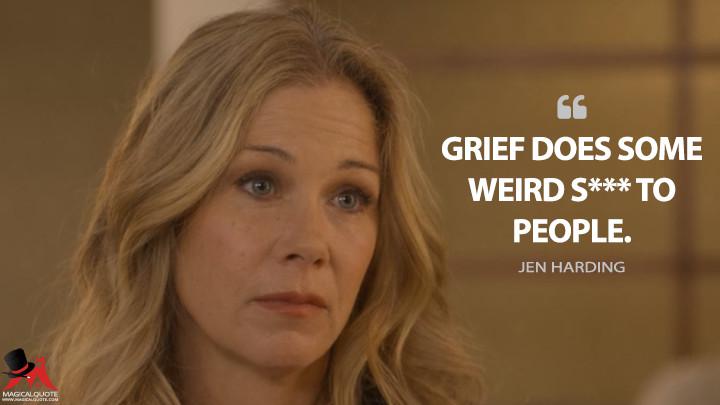 ❝
GRIEF DOES SOME
WEIRD S*** TO
PEOPLE.
JEN HARDING
MAGICALQUOTE
WWW.MAGICALQUOTE.COM